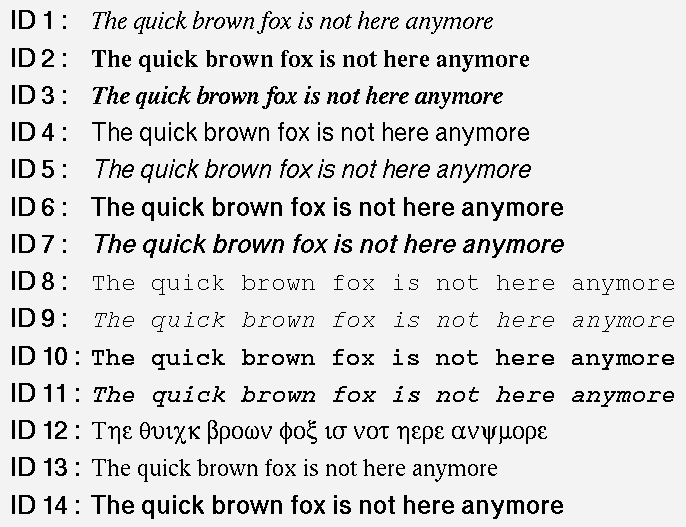 ID 1 : The quick brown fox is not here anymore
ID 2 : The quick brown fox is not here anymore
ID 3 : The quick brown fox is not here anymore
ID 4 : The quick brown fox is not here anymore
ID 5 : The quick brown fox is not here anymore
ID 6 : The quick brown fox is not here anymore
ID 7 : The quick brown fox is not here anymore
ID 8 : The quick brown fox is not here anymore
ID 9 : The quick brown fox is not here anymore
ID 10 : The quick brown fox is not here anymore
ID 11 : The quick brown fox is not here anymore
ID 12 : Τηε θυιχκ βροων φοξ ισ νοτ ηερε ανψμορε
ID 13 : The quick brown fox is not here anymore
ID 14 : The quick brown fox is not here anymore